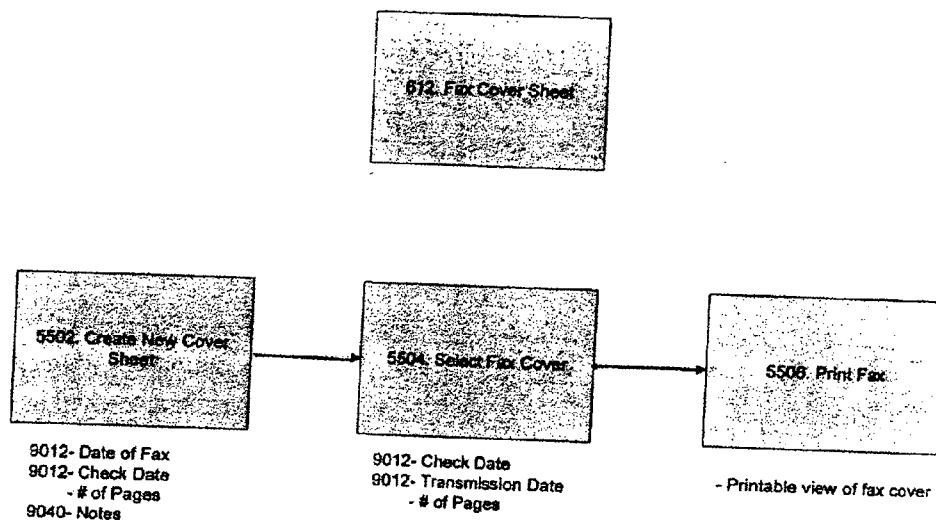 612. Fax Cover Sheet
5502. Create New Cover
Sheet
5504. Select Fax Cover
5506. Print Fax
9012- Date of Fax
9012- Check Date
- # of Pages
9040- Notes
9012- Check Date
9012- Transmission Date
- # of Pages
- Printable view of fax cover